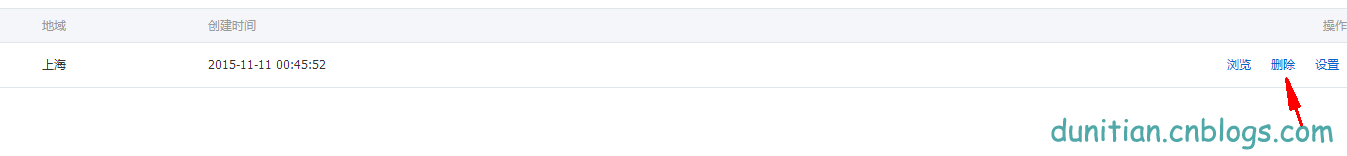 地域 创建时间 操作
上海 2015-11-11 00:45:52 浏览 删除 设置
dunitian.cnblogs.com